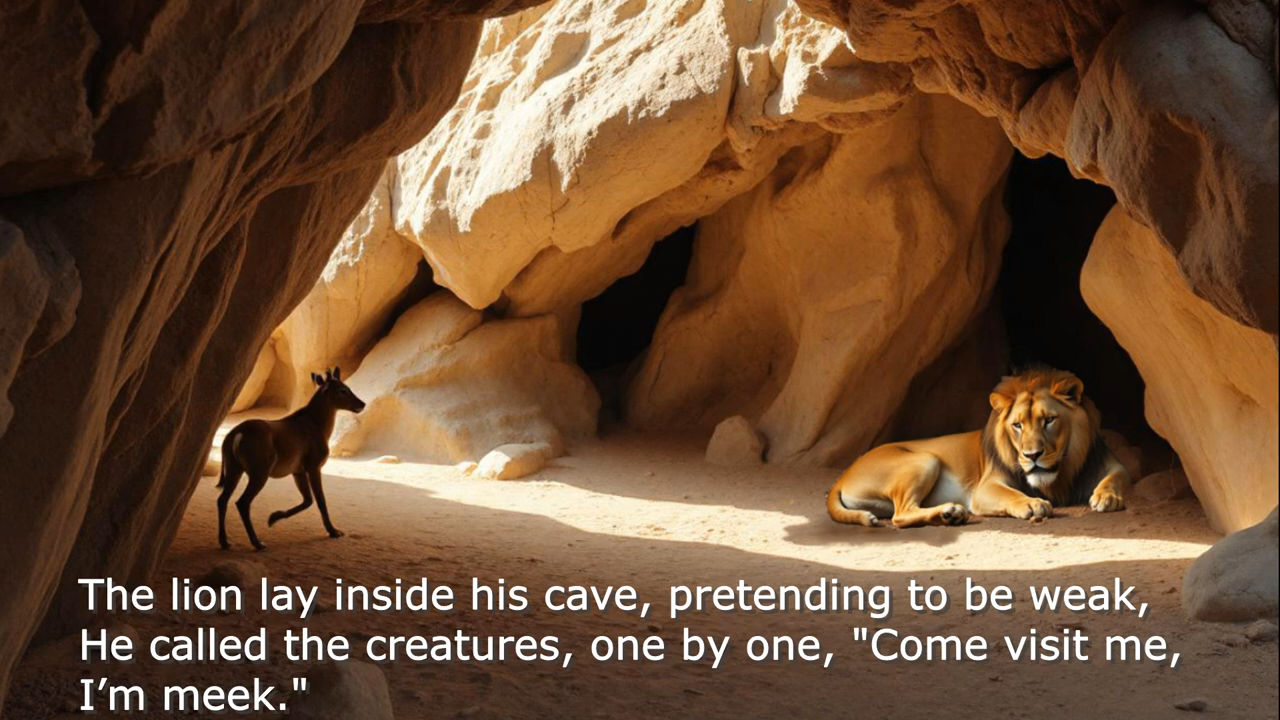 The lion lay inside his cave, pretending to be weak,
He called the creatures, one by one, "Come visit me,
I’m meek."